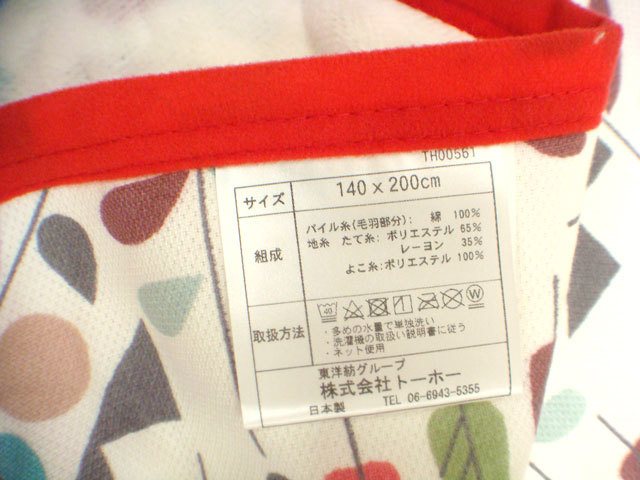 TH00561
サイズ 140×200cm
組成 パイル糸(毛羽部分): 綿 100%
地糸 たて糸: ポリエステル 65%
レーヨン 35%
よこ糸:ポリエステル 100%
取扱方法 40 W
・多めの水量で単独洗い
・洗濯機の取扱い説明書に従う
・ネット使用
東洋紡グループ
株式会社トーホー
日本製 TEL 06-6943-5355